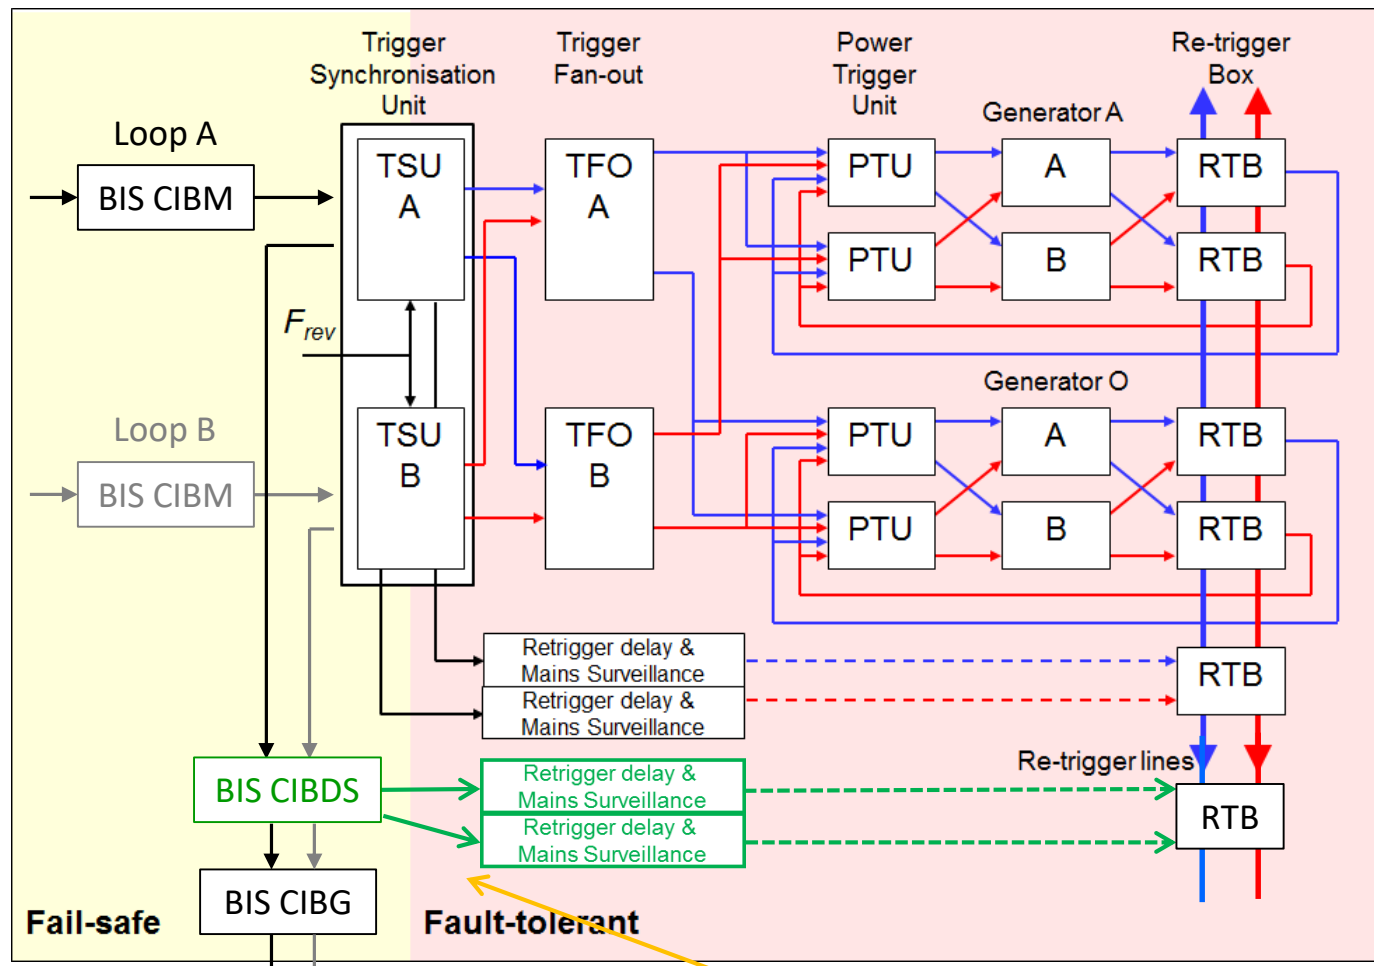 Trigger
Synchronisation
Unit
Trigger
Fan-out
Power
Trigger
Unit
Generator A
Re-trigger
Box
Loop A
BIS CIBM
TSU
A
TFO
A
PTU
A
RTB
PTU
B
RTB
Frev
Generator O
Loop B
BIS CIBM
TSU
B
TFO
B
PTU
A
RTB
PTU
B
RTB
Retrigger delay &
Mains Surveillance
Retrigger delay &
Mains Surveillance
RTB
Re-trigger lines
BIS CIBDS
Retrigger delay &
Mains Surveillance
Retrigger delay &
Mains Surveillance
RTB
BIS CIBG
Fail-safe
Fault-tolerant